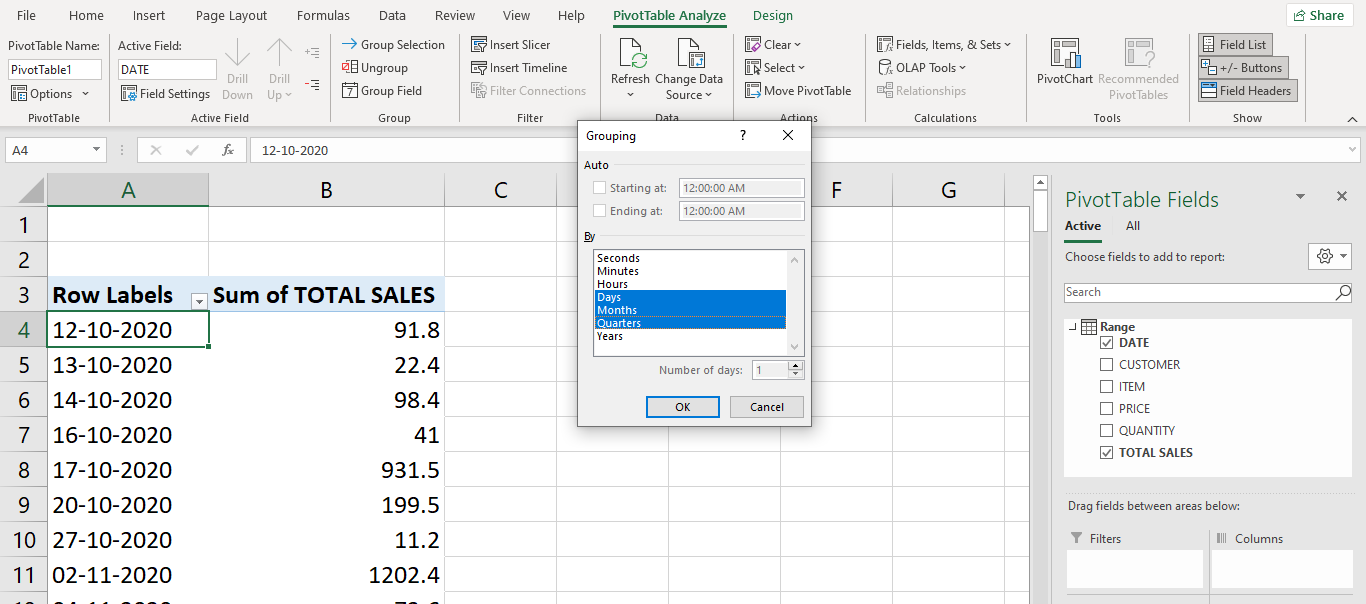 File Home Insert Page Layout Formulas Data Review View Help PivotTable Analyze Design Share
PivotTable Name:
PivotTable1
Options
PivotTable
Active Field:
DATE
Field Settings
Drill Down
Drill Up
Active Field
Group Selection
Ungroup
Group Field
Group
Insert Slicer
Insert Timeline
Filter Connections
Filter
Refresh
Change Data Source
Data
Clear
Select
Move PivotTable
Actions
Fields, Items, & Sets
OLAP Tools
Relationships
Calculations
PivotChart
Recommended PivotTables
Tools
Field List
+/- Buttons
Field Headers
Show
A4 fx 12-10-2020
A B C F G
1
2
3 Row Labels Sum of TOTAL SALES
4 12-10-2020 91.8
5 13-10-2020 22.4
6 14-10-2020 98.4
7 16-10-2020 41
8 17-10-2020 931.5
9 20-10-2020 199.5
10 27-10-2020 11.2
11 02-11-2020 1202.4
Grouping ?
Auto
Starting at: 12:00:00 AM
Ending at: 12:00:00 AM
By
Seconds
Minutes
Hours
Days
Months
Quarters
Years
Number of days: 1
OK Cancel
PivotTable Fields
Active All
Choose fields to add to report:
Search
Range
DATE
CUSTOMER
ITEM
PRICE
QUANTITY
TOTAL SALES
Drag fields between areas below:
Filters Columns